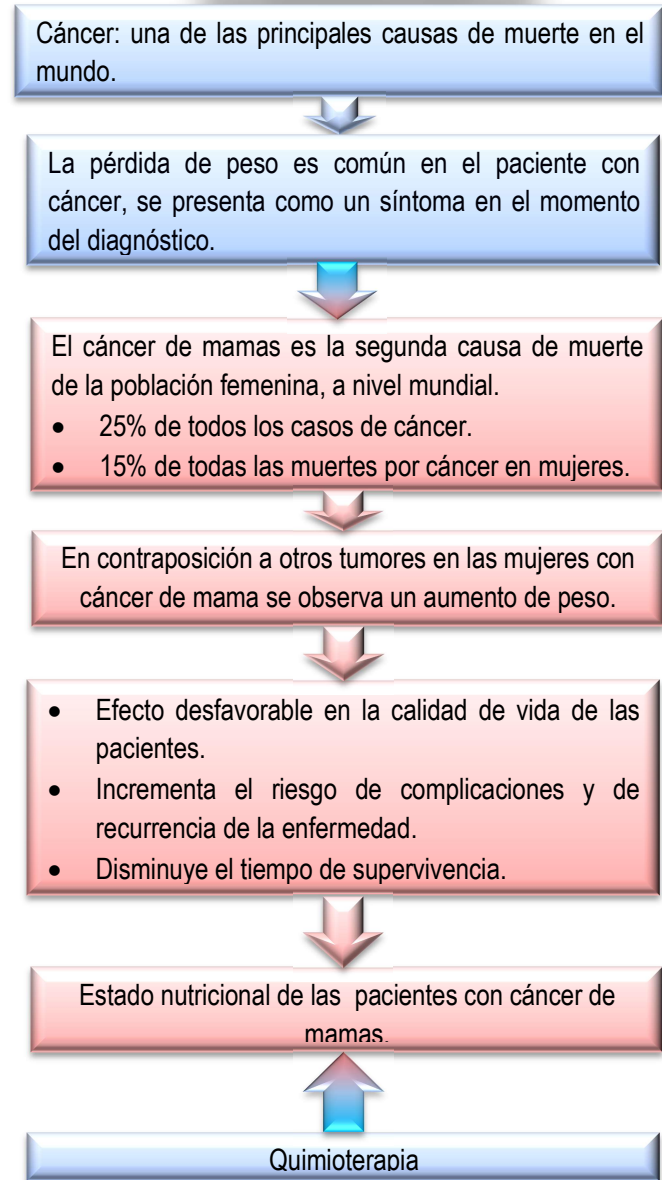 Cáncer: una de las principales causas de muerte en el
mundo.
La pérdida de peso es común en el paciente con
cáncer, se presenta como un síntoma en el momento
del diagnóstico.
El cáncer de mamas es la segunda causa de muerte
de la población femenina, a nivel mundial.
• 25% de todos los casos de cáncer.
• 15% de todas las muertes por cáncer en mujeres.
En contraposición a otros tumores en las mujeres con
cáncer de mama se observa un aumento de peso.
• Efecto desfavorable en la calidad de vida de las
pacientes.
• Incrementa el riesgo de complicaciones y de
recurrencia de la enfermedad.
• Disminuye el tiempo de supervivencia.
Estado nutricional de las pacientes con cáncer de
mamas.
Quimioterapia